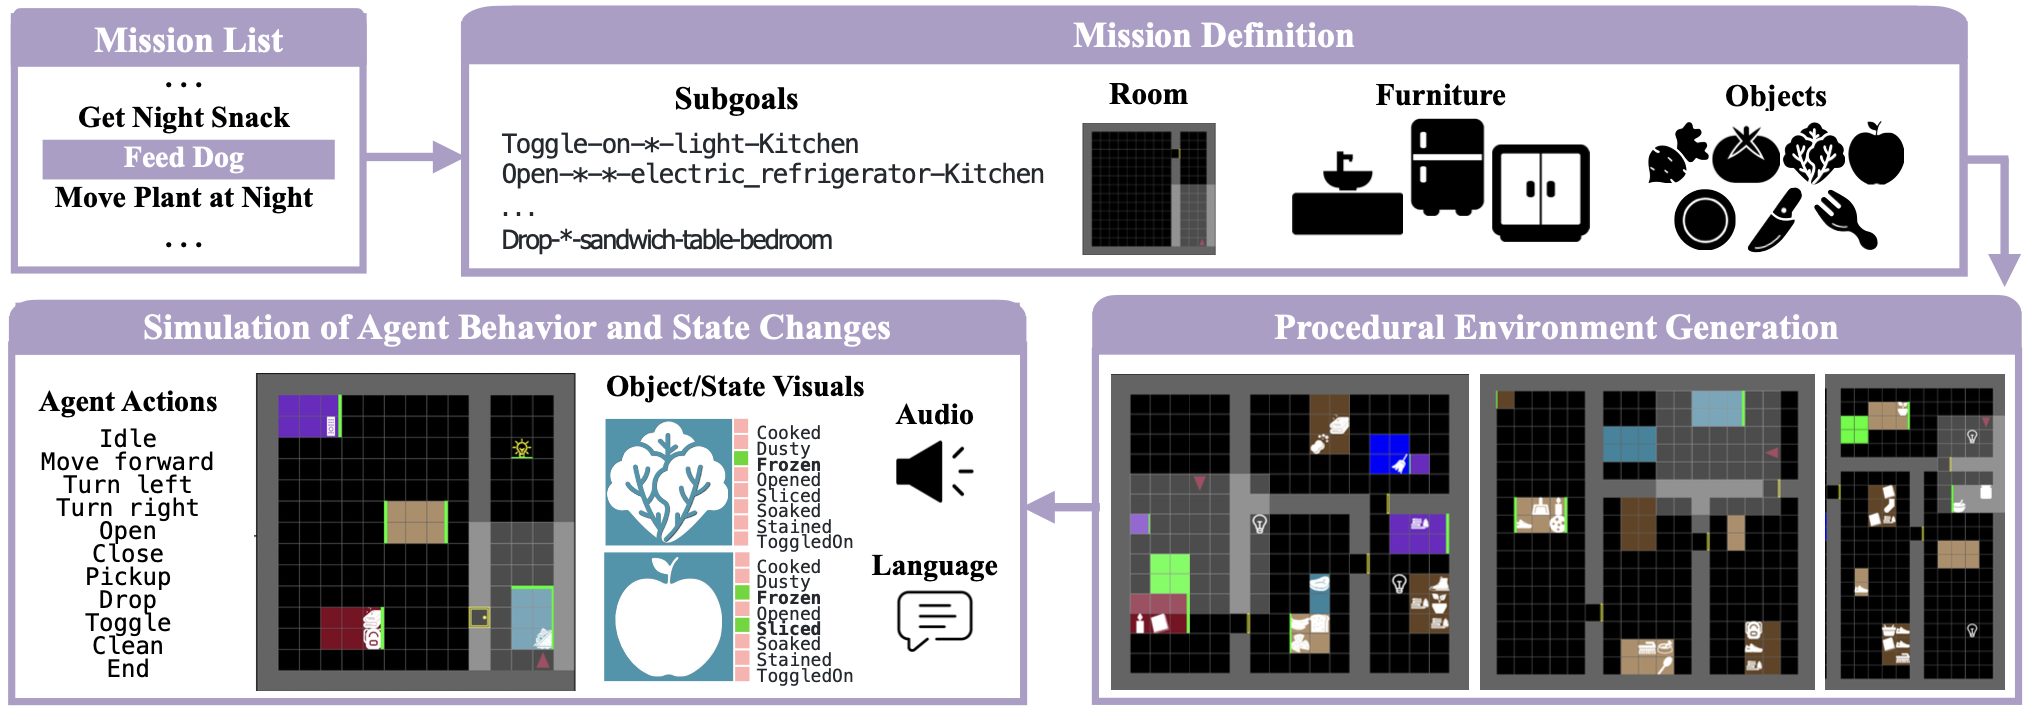 Mission List
...
Get Night Snack
Feed Dog
Move Plant at Night
...
Mission Definition
Subgoals
Toggle-on-*-light-Kitchen
Open-*-*-electric_refrigerator-Kitchen
...
Drop-*-sandwich-table-bedroom
Room
Furniture
Objects
Simulation of Agent Behavior and State Changes
Agent Actions
Idle
Move forward
Turn left
Turn right
Open
Close
Pickup
Drop
Toggle
Clean
End
Object/State Visuals
Cooked
Dusty
Frozen
Opened
Sliced
Soaked
Stained
ToggledOn
Cooked
Dusty
Frozen
Opened
Sliced
Soaked
Stained
ToggledOn
Audio
Language
Procedural Environment Generation